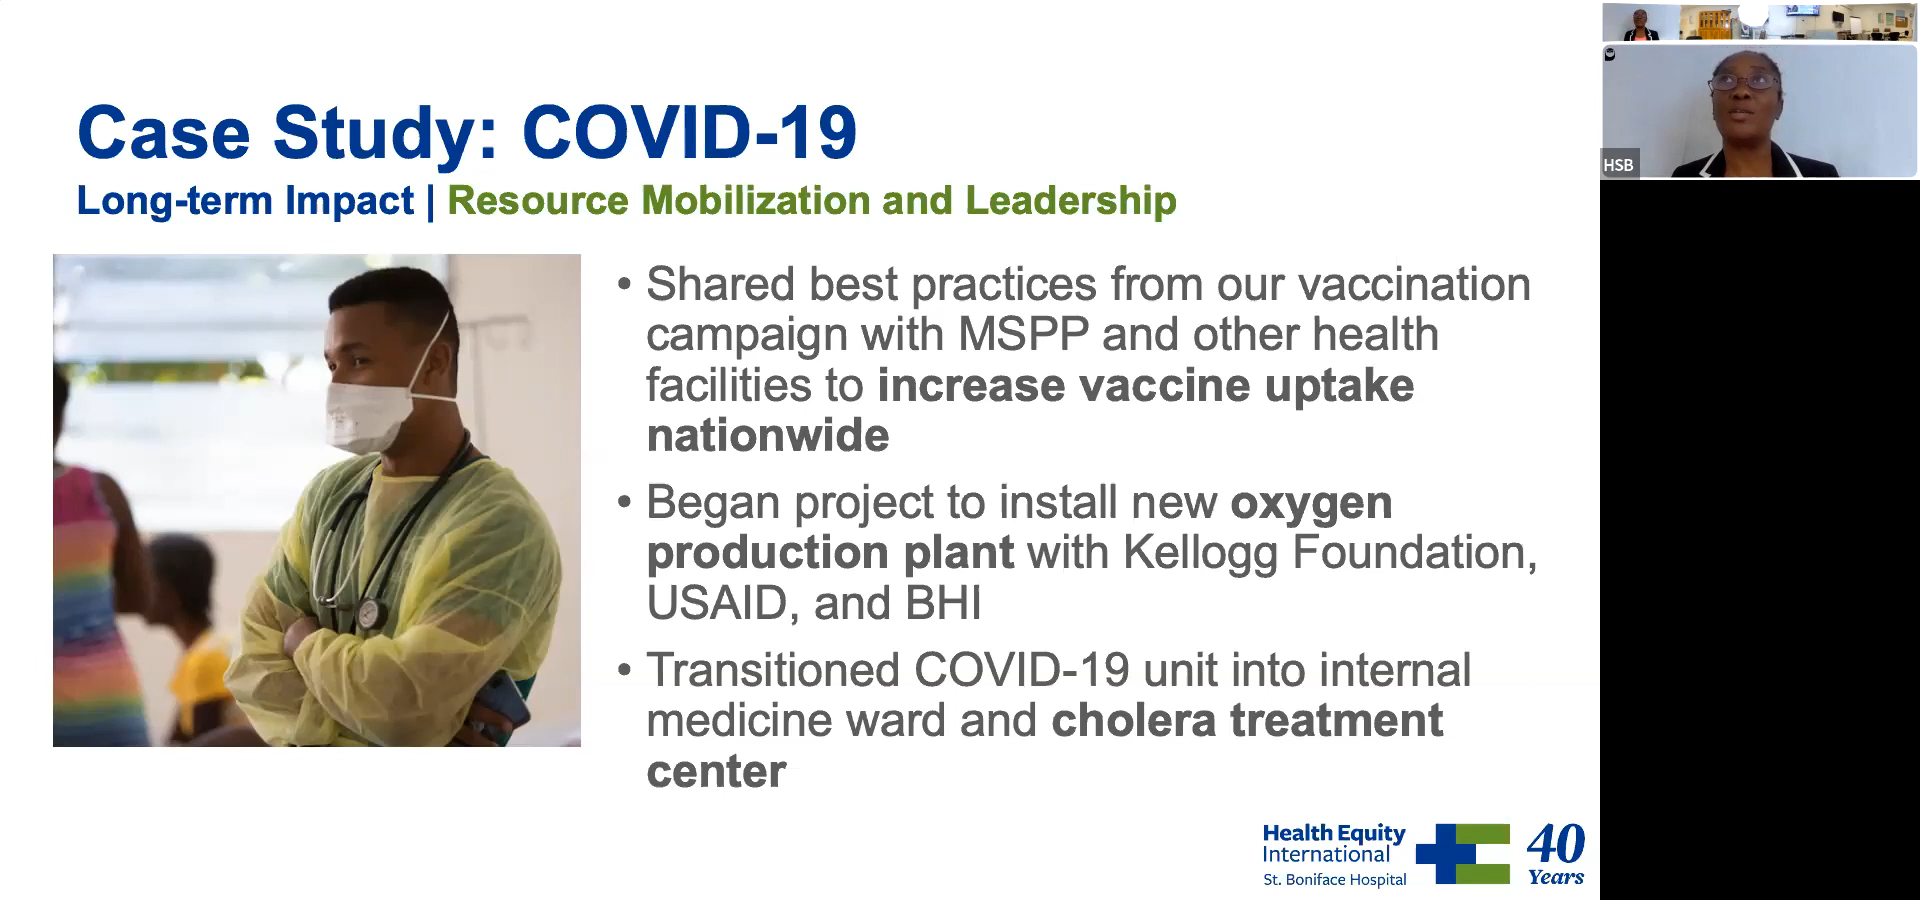 Case Study: COVID-19
Long-term Impact | Resource Mobilization and Leadership
• Shared best practices from our vaccination
campaign with MSPP and other health
facilities to increase vaccine uptake
nationwide
• Began project to install new oxygen
production plant with Kellogg Foundation,
USAID, and BHI
• Transitioned COVID-19 unit into internal
medicine ward and cholera treatment
center
Health Equity
International
St. Boniface Hospital
40
Years
HSB